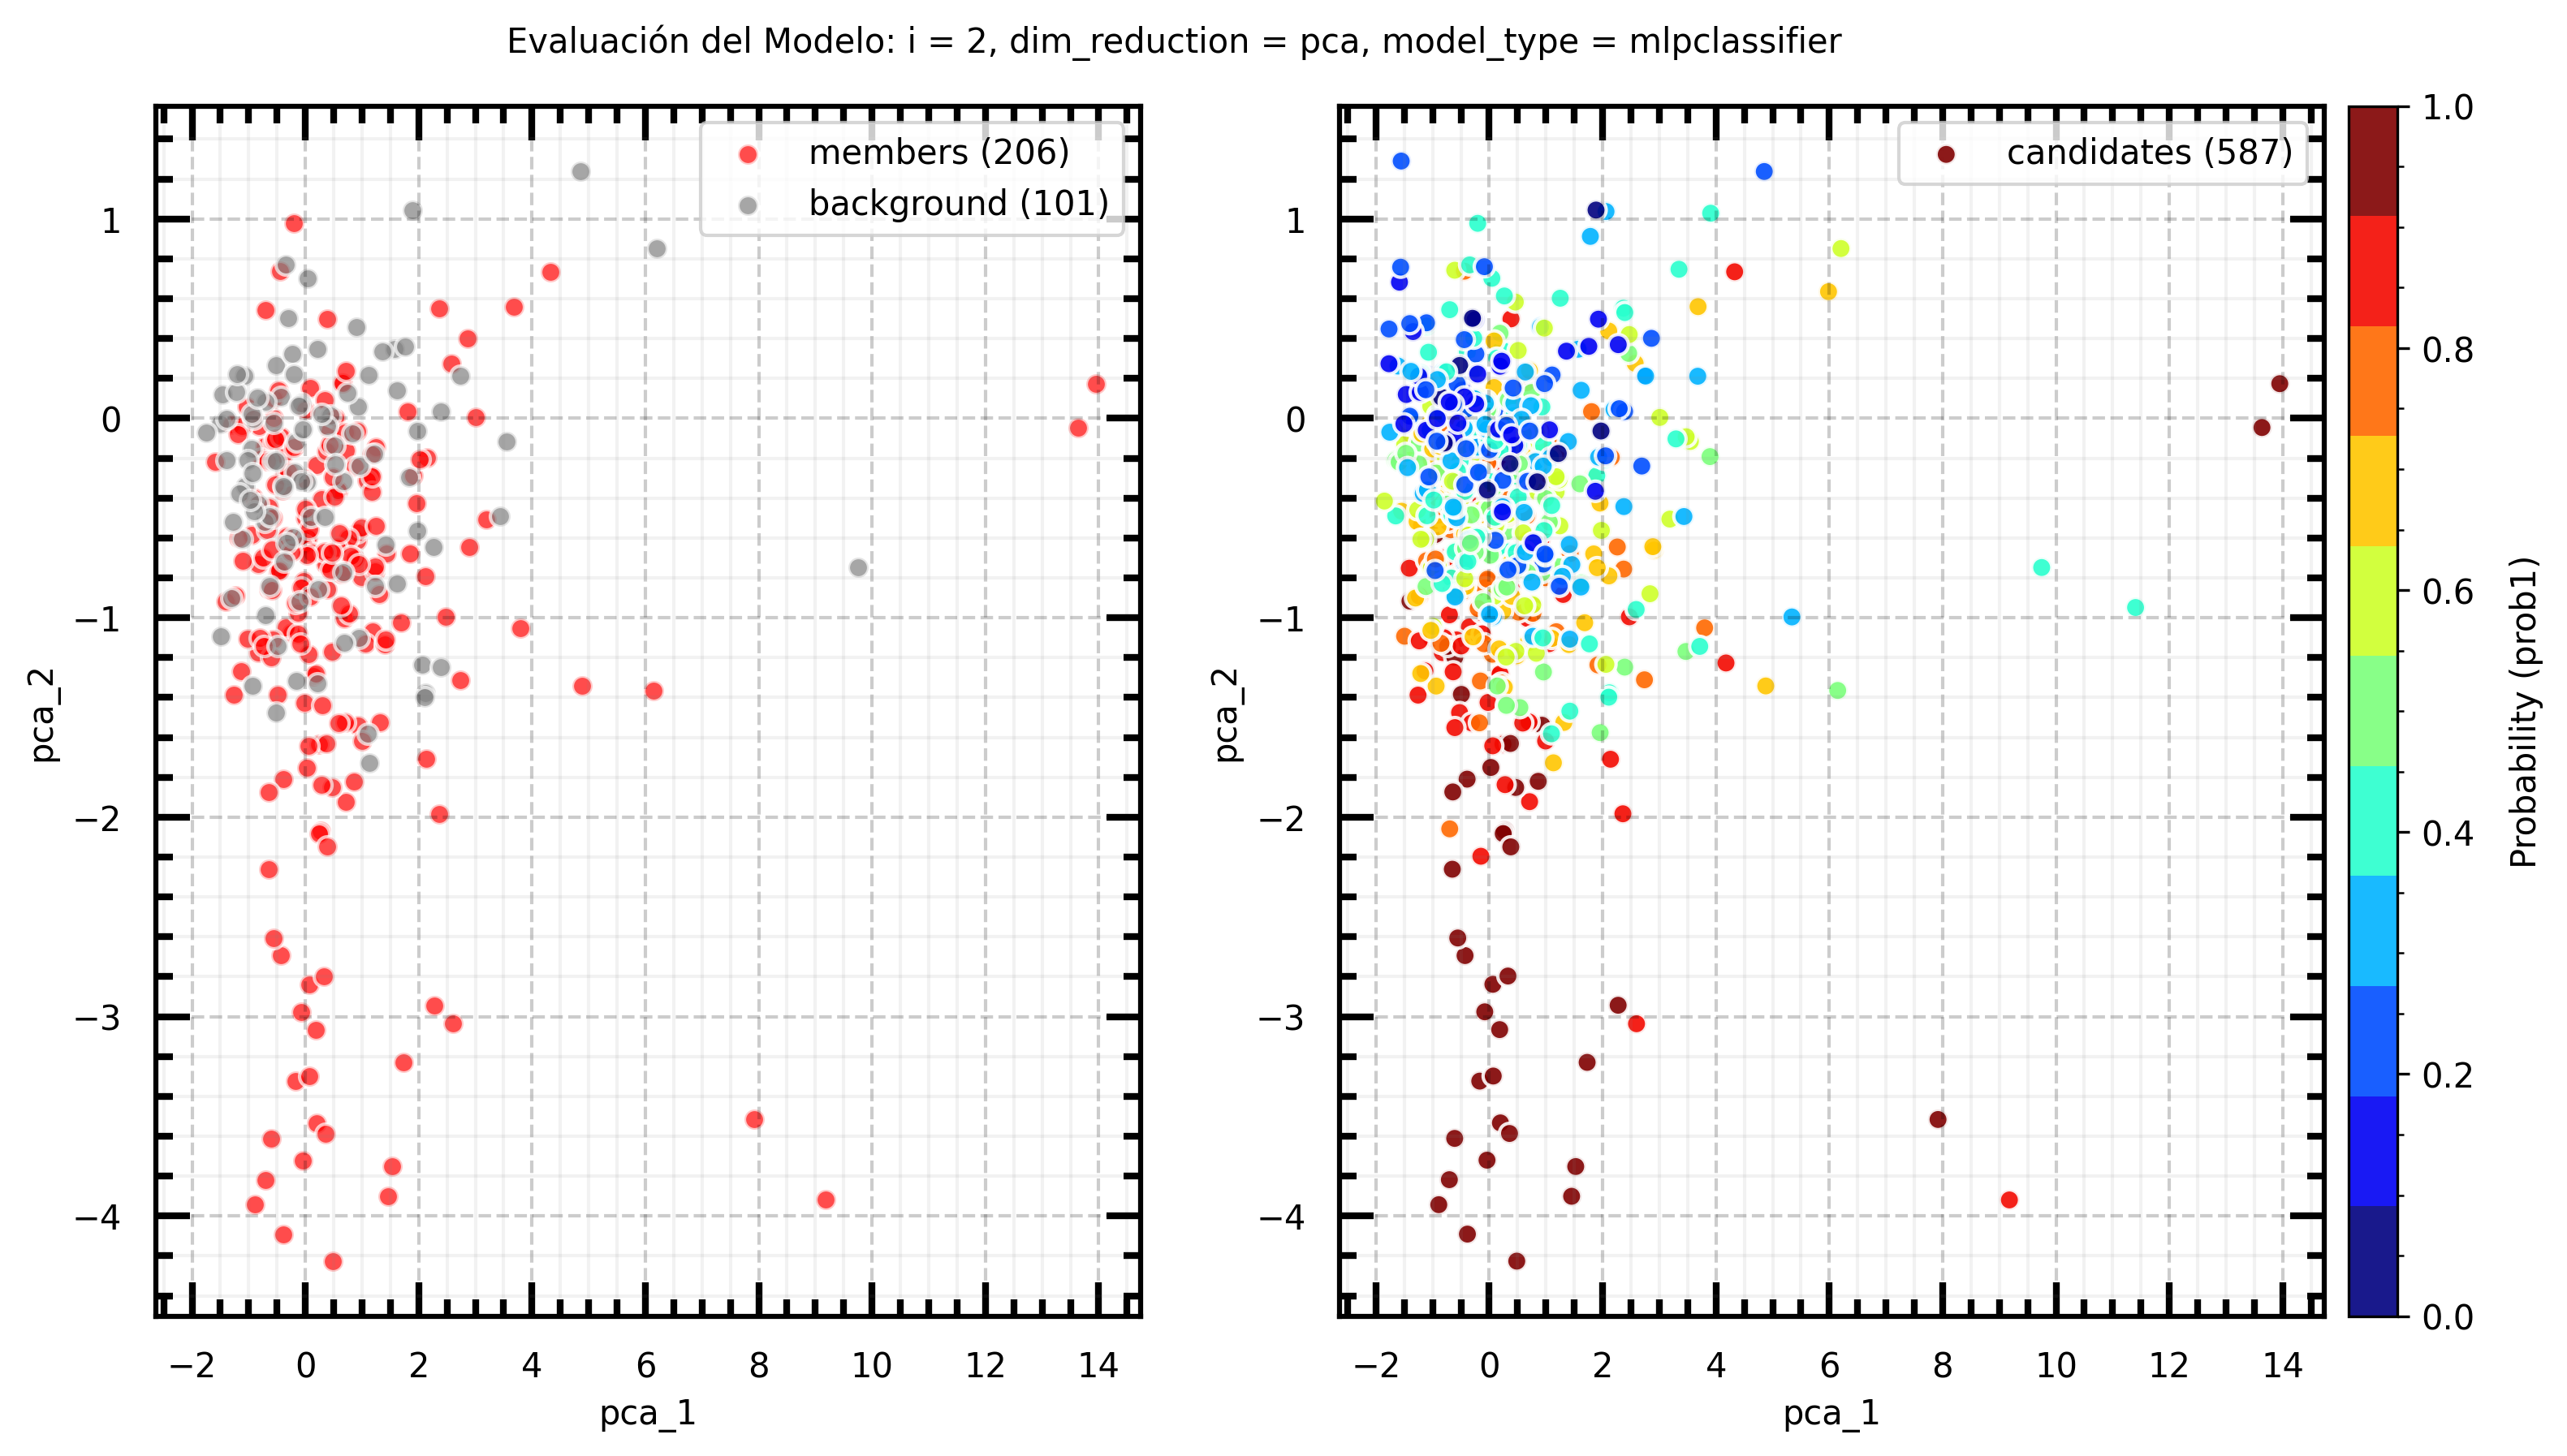 Evaluación del Modelo: i = 2, dim_reduction = pca, model_type = mlpclassifier
members (206)
background (101)
1
0
−1
−2
−3
−4
pca_2
−2 0 2 4 6 8 10 12 14
pca_1
candidates (587)
1
0
−1
−2
−3
−4
pca_2
−2 0 2 4 6 8 10 12 14
pca_1
1.0
0.8
0.6
0.4
0.2
0.0
Probability (prob1)